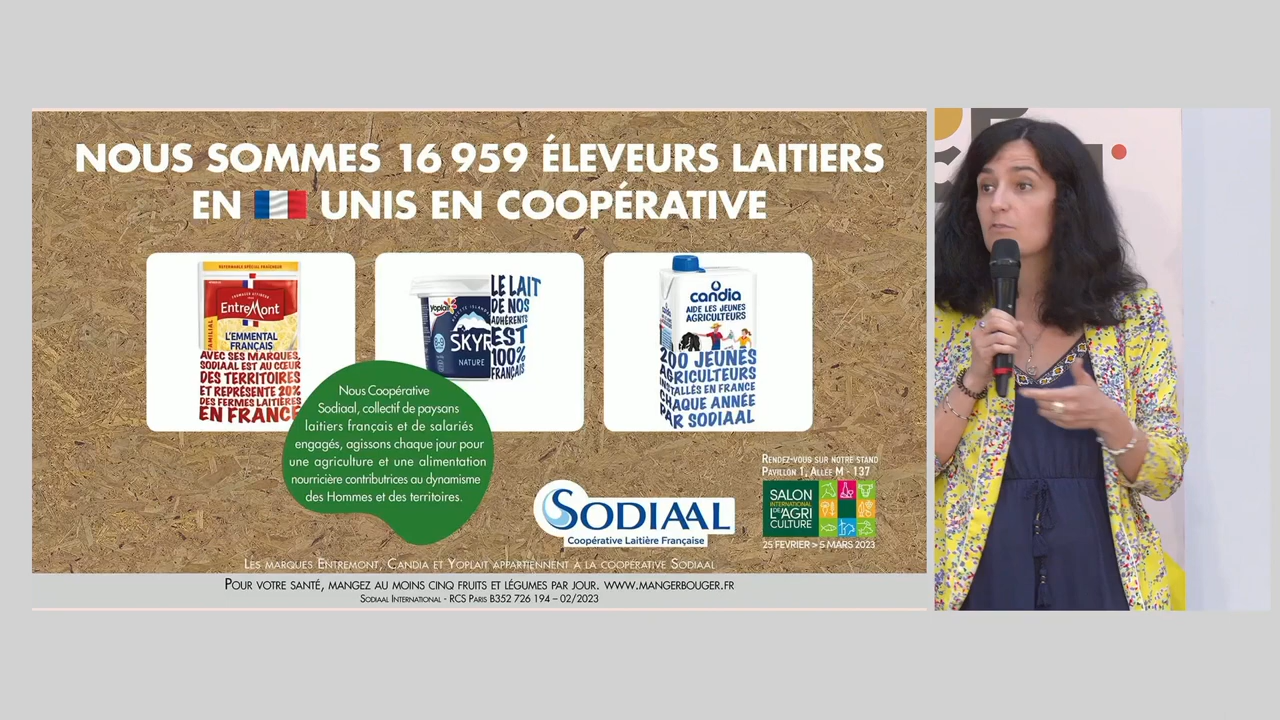 NOUS SOMMES 16 959 ÉLEVEURS LAITIERS
EN UNIS EN COOPÉRATIVE
EntreMont
FAMILIAL
L'EMMENTAL
FRANÇAIS
AVEC SES MARQUES,
SODIAAL EST AU CŒUR
DES TERRITOIRES
ET REPRÉSENTE 20%
DES FERMES LAITIÈRES
EN FRANCE
Yoplait
SKYR
NATURE
LE LAIT
DE NOS
ADHÉRENTS
EST
100%
FRANÇAIS
candia
AIDE LES JEUNES
AGRICULTEURS
200 JEUNES
AGRICULTEURS
INSTALLÉS EN FRANCE
CHAQUE ANNÉE
PAR SODIAAL
Nous Coopérative
Sodiaal, collectif de paysans
laitiers français et de salariés
engagés, agissons chaque jour pour
une agriculture et une alimentation
nourricière contributrices au dynamisme
des Hommes et des territoires.
SODIAAL
Coopérative Laitière Française
RENDEZ-VOUS SUR NOTRE STAND
PAVILLON 1, ALLÉE M - 137
SALON
INTERNATIONAL
DE L'AGRI
CULTURE
25 FÉVRIER > 5 MARS 2023
LES MARQUES ENTREMONT, CANDIA ET YOPLAIT APPARTIENNENT À LA COOPÉRATIVE SODIAAL
POUR VOTRE SANTÉ, MANGEZ AU MOINS CINQ FRUITS ET LÉGUMES PAR JOUR. WWW.MANGERBOUGER.FR
SODIAAL INTERNATIONAL - RCS PARIS B352 726 194 – 02/2023